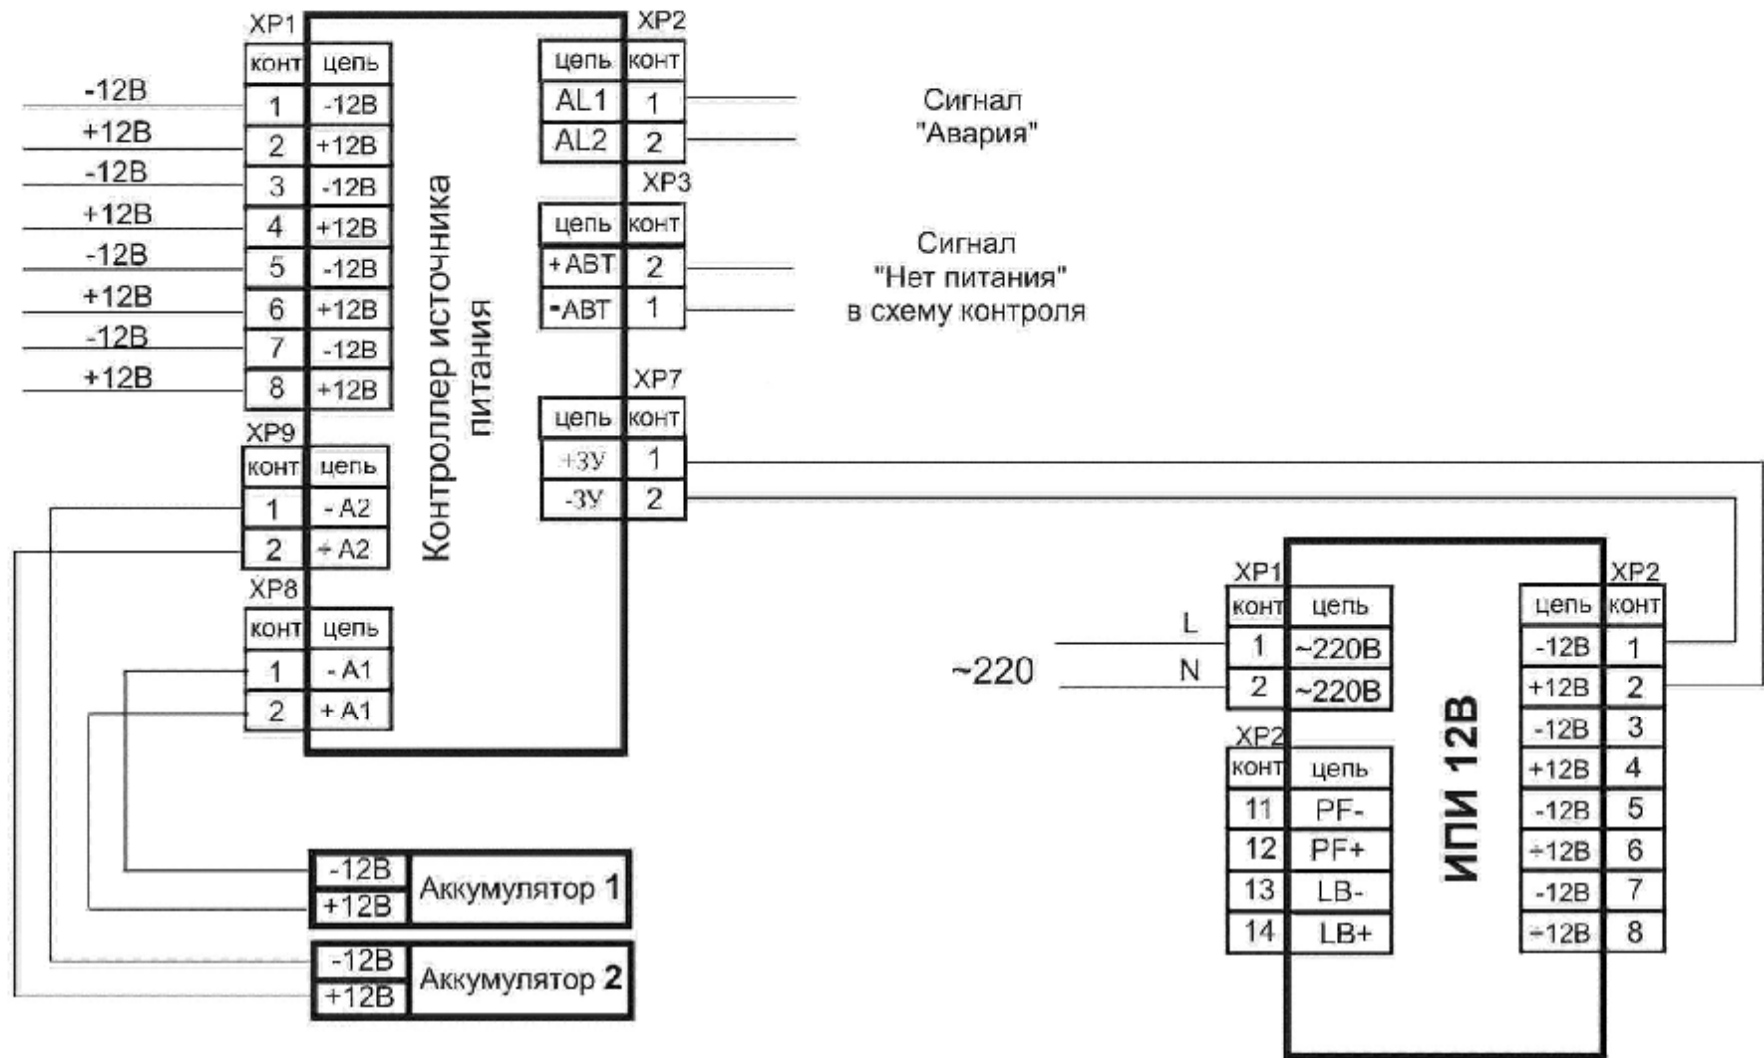 XP1
конт цепь
-12В 1 -12В
+12В 2 +12В
-12В 3 -12В
+12В 4 +12В
-12В 5 -12В
+12В 6 +12В
-12В 7 -12В
+12В 8 +12В
XP9
конт цепь
1 - A2
2 ÷ A2
XP8
конт цепь
1 - A1
2 + A1
Контроллер источника
питания
XP2
цепь конт
AL1 1
AL2 2
Сигнал
"Авария"
XP3
цепь конт
+АВТ 2
-АВТ 1
Сигнал
"Нет питания"
в схему контроля
XP7
цепь конт
+ЗУ 1
-ЗУ 2
-12В
+12В
Аккумулятор 1
-12В
+12В
Аккумулятор 2
~220
L
N
XP1
конт цепь
1 ~220В
2 ~220В
XP2
конт цепь
11 PF-
12 PF+
13 LB-
14 LB+
ИПИ 12В
XP2
цепь конт
-12В 1
+12В 2
-12В 3
+12В 4
-12В 5
÷12В 6
-12В 7
÷12В 8